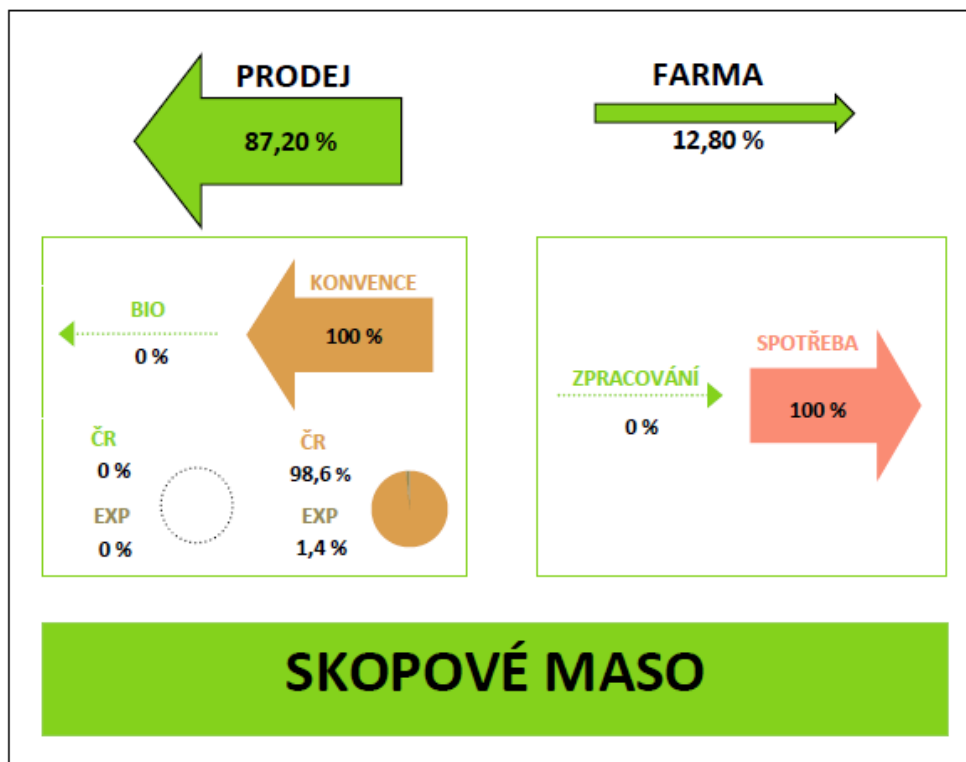 PRODEJ
87,20 %
FARMA
12,80 %
BIO
0 %
KONVENCE
100 %
ČR
0 %
EXP
0 %
ČR
98,6 %
EXP
1,4 %
ZPRACOVÁNÍ
0 %
SPOTŘEBA
100 %
SKOPOVÉ MASO